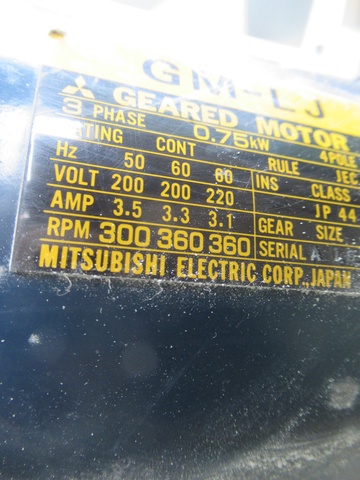 GM-LJ
GEARED MOTOR
3 PHASE 0.75kW 4POLE
RATING CONT RULE JEC
Hz 50 60 60 INS CLASS
VOLT 200 200 220
AMP 3.5 3.3 3.1 JP 44
RPM 300 360 360 GEAR SIZE
SERIAL A
MITSUBISHI ELECTRIC CORP., JAPAN